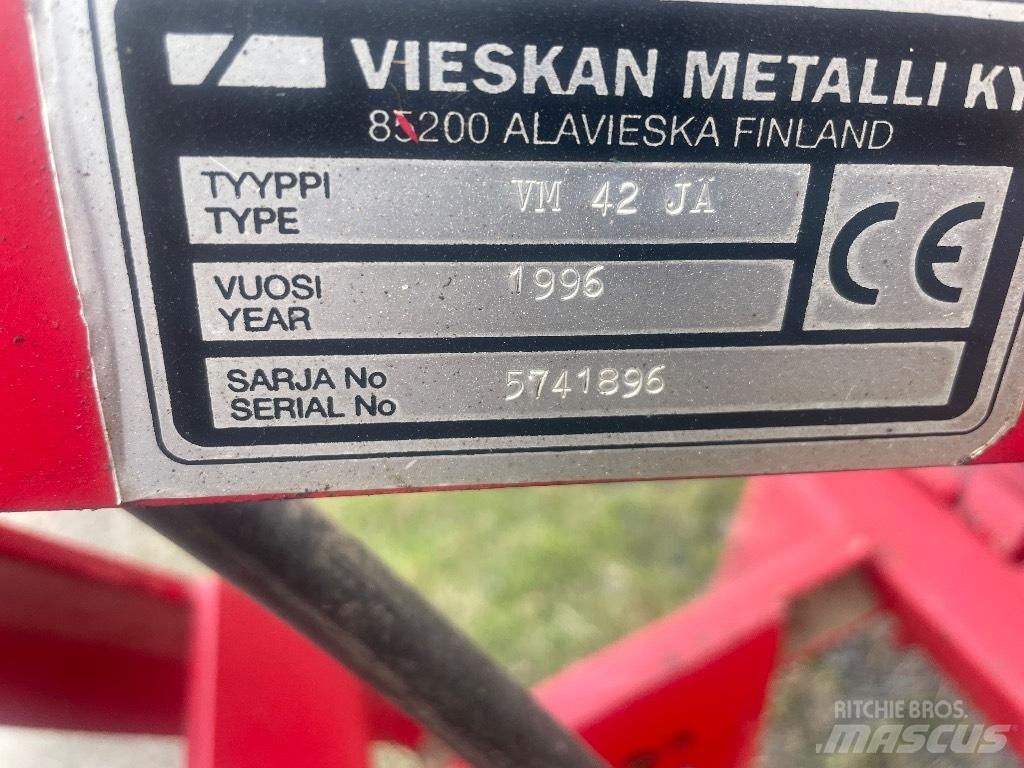 VIESKAN METALLI KY
85200 ALAVIESKA FINLAND
TYYPPI
TYPE
VM 42 JÄ
VUOSI
YEAR
1996
SARJA No
SERIAL No
5741896
CE
RITCHIE BROS.
MASCUS